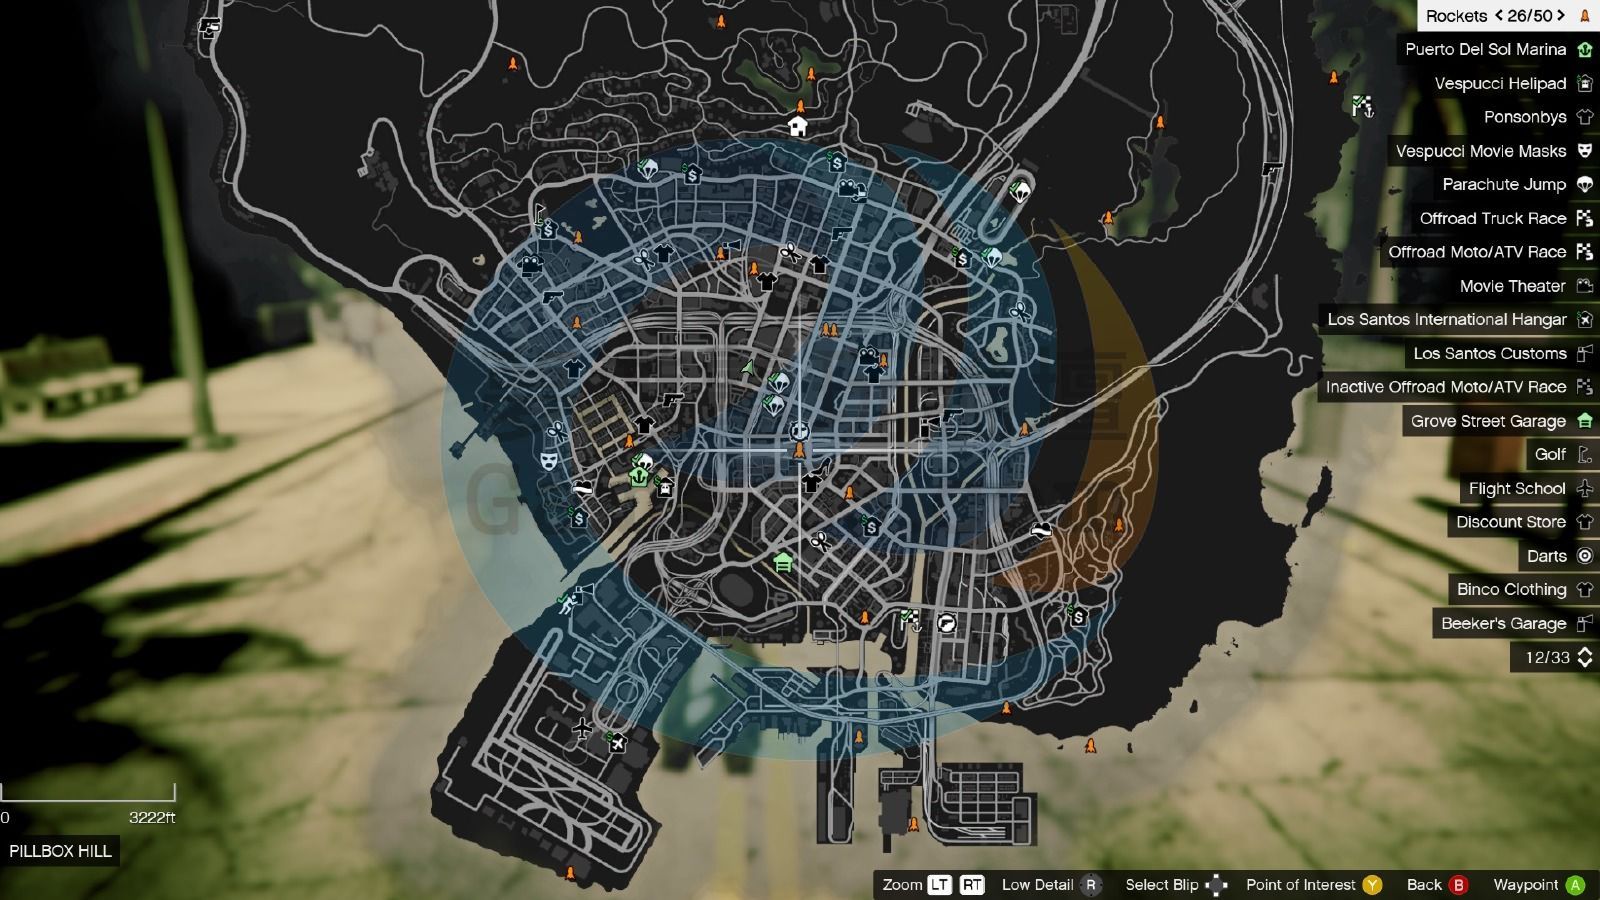 Rockets < 26/50 >
Puerto Del Sol Marina
Vespucci Helipad
Ponsonbys
Vespucci Movie Masks
Parachute Jump
Offroad Truck Race
Offroad Moto/ATV Race
Movie Theater
Los Santos International Hangar
Los Santos Customs
Inactive Offroad Moto/ATV Race
Grove Street Garage
Golf
Flight School
Discount Store
Darts
Binco Clothing
Beeker's Garage
12/33
0 3222ft
PILLBOX HILL
Zoom LT RT Low Detail R Select Blip Point of Interest Y Back B Waypoint A